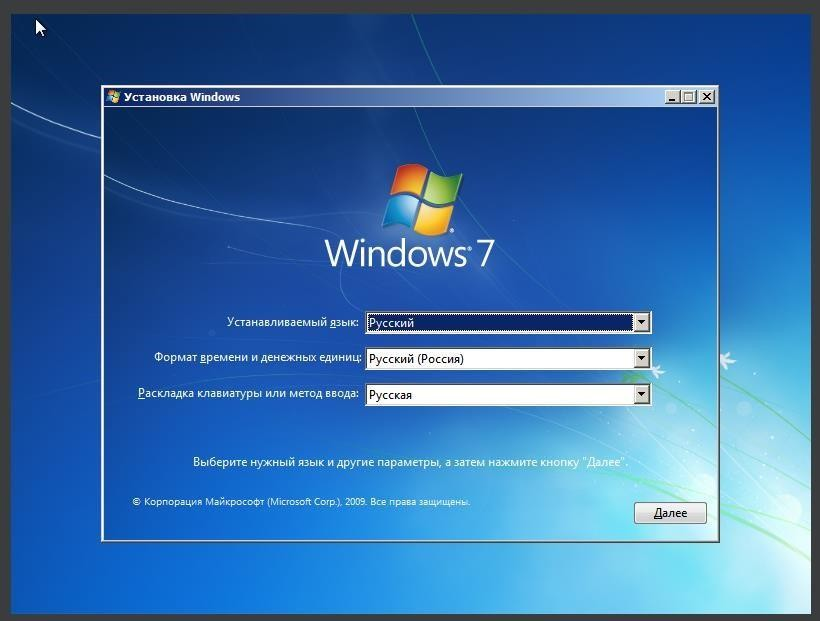 Установка Windows
Windows® 7
Устанавливаемый язык: Русский
Формат времени и денежных единиц: Русский (Россия)
Раскладка клавиатуры или метод ввода: Русская
Выберите нужный язык и другие параметры, а затем нажмите кнопку "Далее".
© Корпорация Майкрософт (Microsoft Corp.), 2009. Все права защищены.
Далее